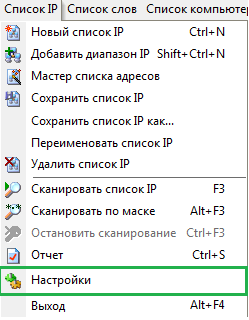 Список IP Список слов Список компьютер
Новый список IP Ctrl+N
Добавить диапазон IP Shift+Ctrl+N
Мастер списка адресов
Сохранить список IP
Сохранить список IP как...
Переименовать список IP
Удалить список IP
Сканировать список IP F3
Сканировать по маске Alt+F3
Остановить сканирование Ctrl+F3
Отчет Ctrl+S
Настройки
Выход Alt+F4